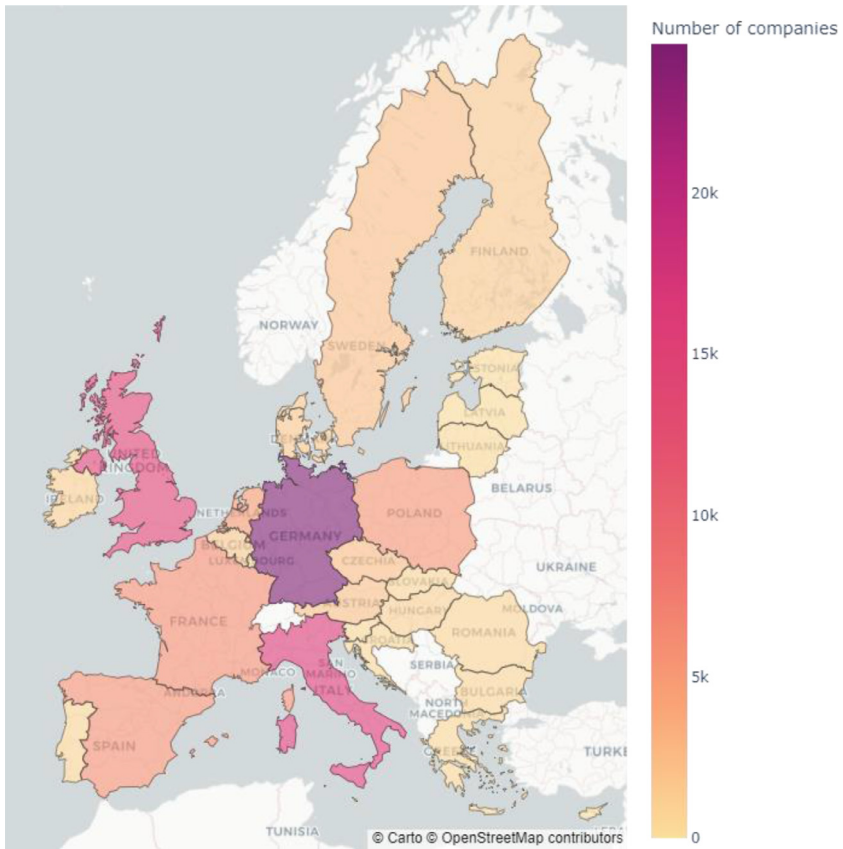 Number of companies
20k
15k
10k
5k
0
FINLAND
NORWAY
SWEDEN
ESTONIA
LATVIA
LITHUANIA
UNITED
KINGDOM
IRELAND
BELARUS
NETHERLANDS
POLAND
GERMANY
BELGIUM
LUXEMBOURG
CZECHIA
UKRAINE
SLOVAKIA
AUSTRIA
HUNGARY
MOLDOVA
FRANCE
ROMANIA
CROATIA
SERBIA
MONACO
SAN
MARINO
ITALY
ANDORRA
BULGARIA
NORTH
MACEDONIA
SPAIN
GREECE
TURKE
TUNISIA
© Carto © OpenStreetMap contributors